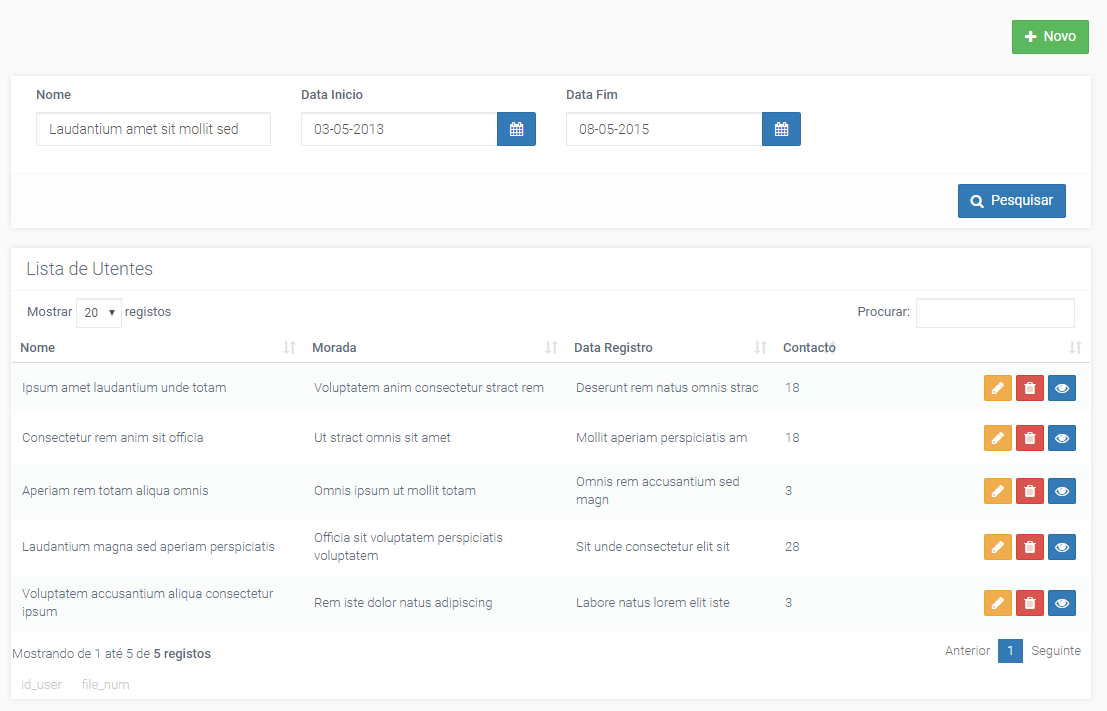 Novo
Nome Data Inicio Data Fim
Laudantium amet sit mollit sed 03-05-2013 08-05-2015
Pesquisar
Lista de Utentes
Mostrar 20 registos Procurar:
Nome Morada Data Registro Contacto
Ipsum amet laudantium unde totam Voluptatem anim consectetur stract rem Deserunt rem natus omnis strac 18
Consectetur rem anim sit officia Ut stract omnis sit amet Mollit aperiam perspiciatis am 18
Aperiam rem totam aliqua omnis Omnis ipsum ut mollit totam Omnis rem accusantium sed
magn 3
Laudantium magna sed aperiam perspiciatis Officia sit voluptatem perspiciatis
voluptatem Sit unde consectetur elit sit 28
Voluptatem accusantium aliqua consectetur
ipsum Rem iste dolor natus adipiscing Labore natus lorem elit iste 3
Mostrando de 1 até 5 de 5 registos Anterior 1 Seguinte
id_user file_num